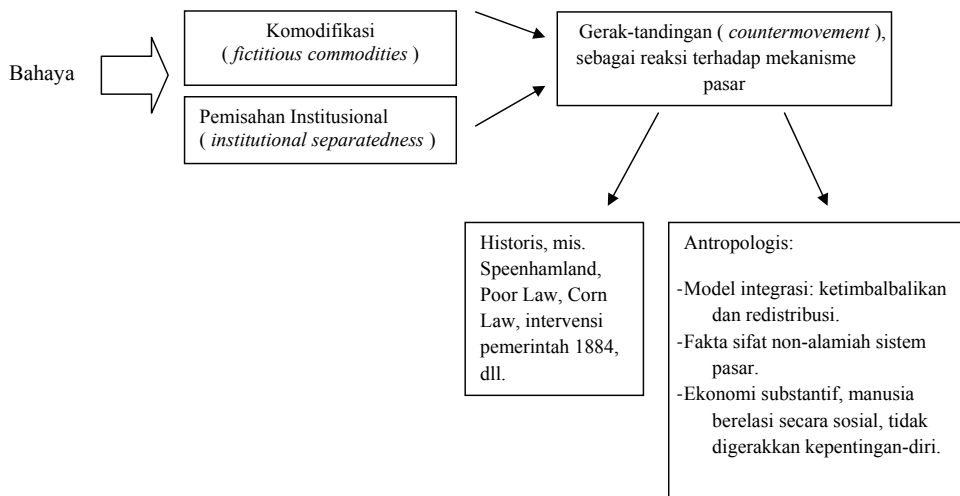 Bahaya
Komodifikasi
( fictitious commodities )
Pemisahan Institusional
( institutional separatedness )
Gerak-tandingan ( countermovement ),
sebagai reaksi terhadap mekanisme
pasar
Historis, mis.
Speenhamland,
Poor Law, Corn
Law, intervensi
pemerintah 1884,
dll.
Antropologis:
-Model integrasi: ketimbalbalikan
dan redistribusi.
-Fakta sifat non-alamiah sistem
pasar.
-Ekonomi substantif, manusia
berelasi secara sosial, tidak
digerakkan kepentingan-diri.